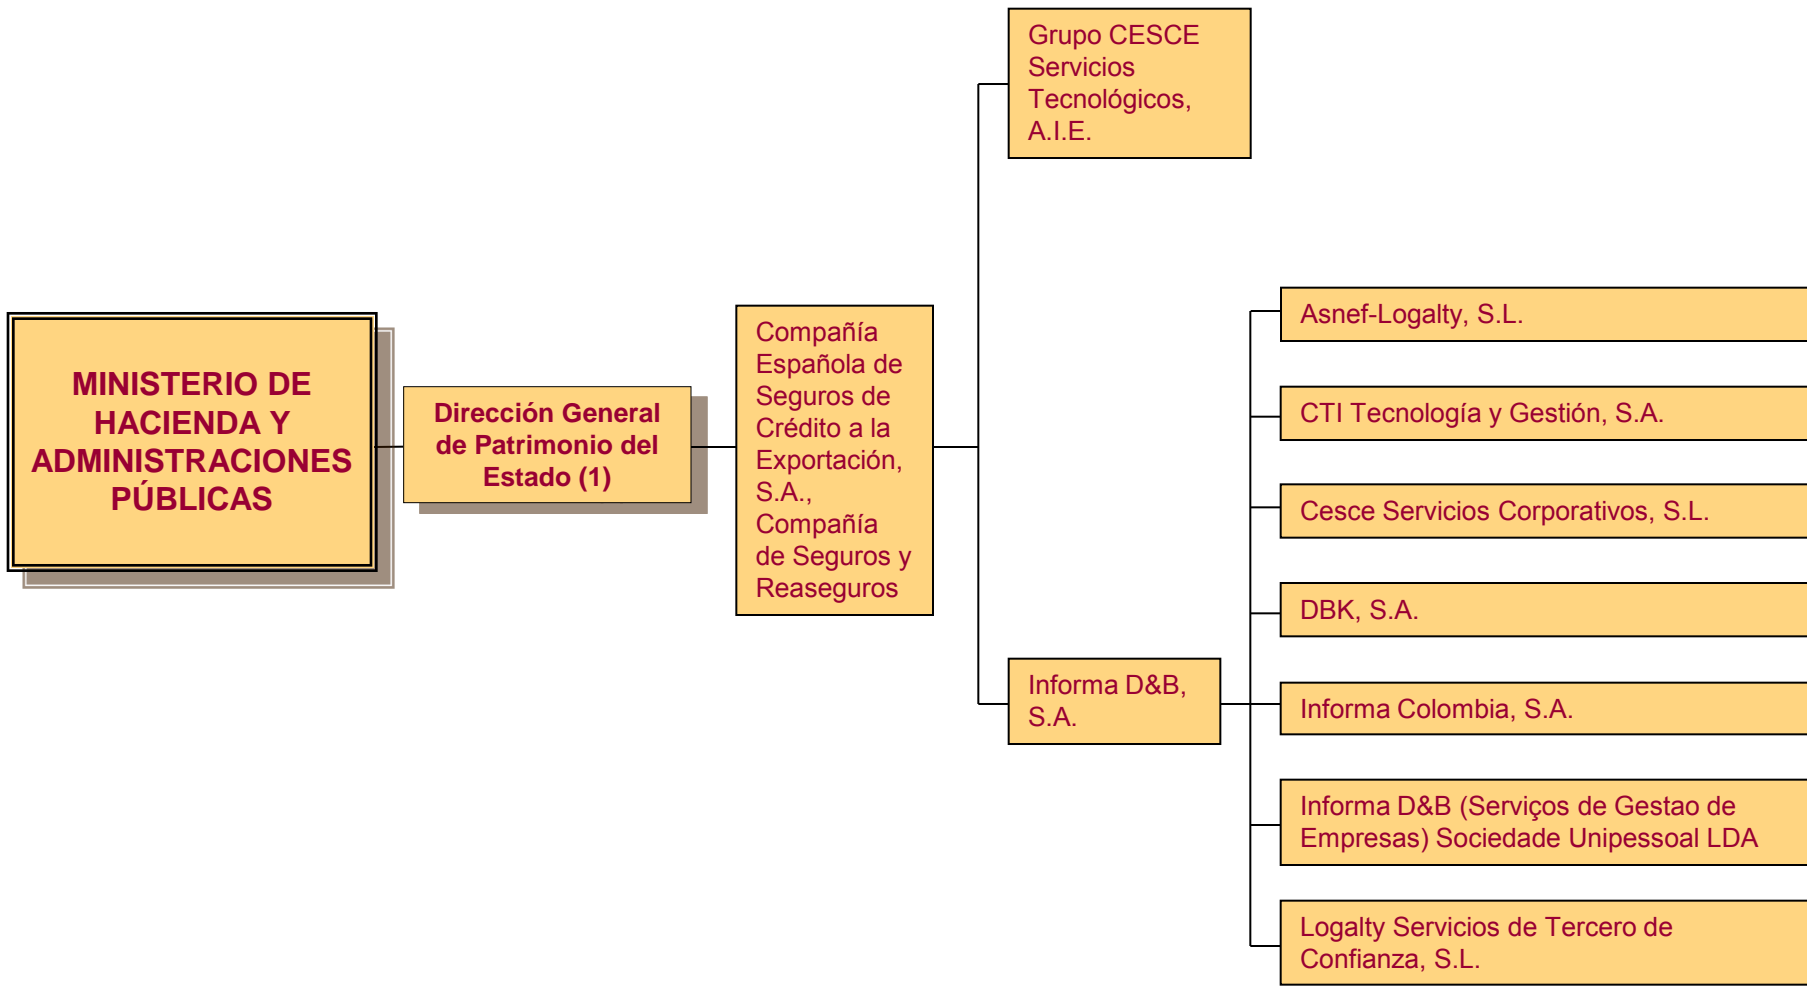 MINISTERIO DE
HACIENDA Y
ADMINISTRACIONES
PÚBLICAS
Dirección General
de Patrimonio del
Estado (1)
Compañía
Española de
Seguros de
Crédito a la
Exportación,
S.A.,
Compañía
de Seguros y
Reaseguros
Grupo CESCE
Servicios
Tecnológicos,
A.I.E.
Informa D&B,
S.A.
Asnef-Logalty, S.L.
CTI Tecnología y Gestión, S.A.
Cesce Servicios Corporativos, S.L.
DBK, S.A.
Informa Colombia, S.A.
Informa D&B (Serviços de Gestao de
Empresas) Sociedade Unipessoal LDA
Logalty Servicios de Tercero de
Confianza, S.L.